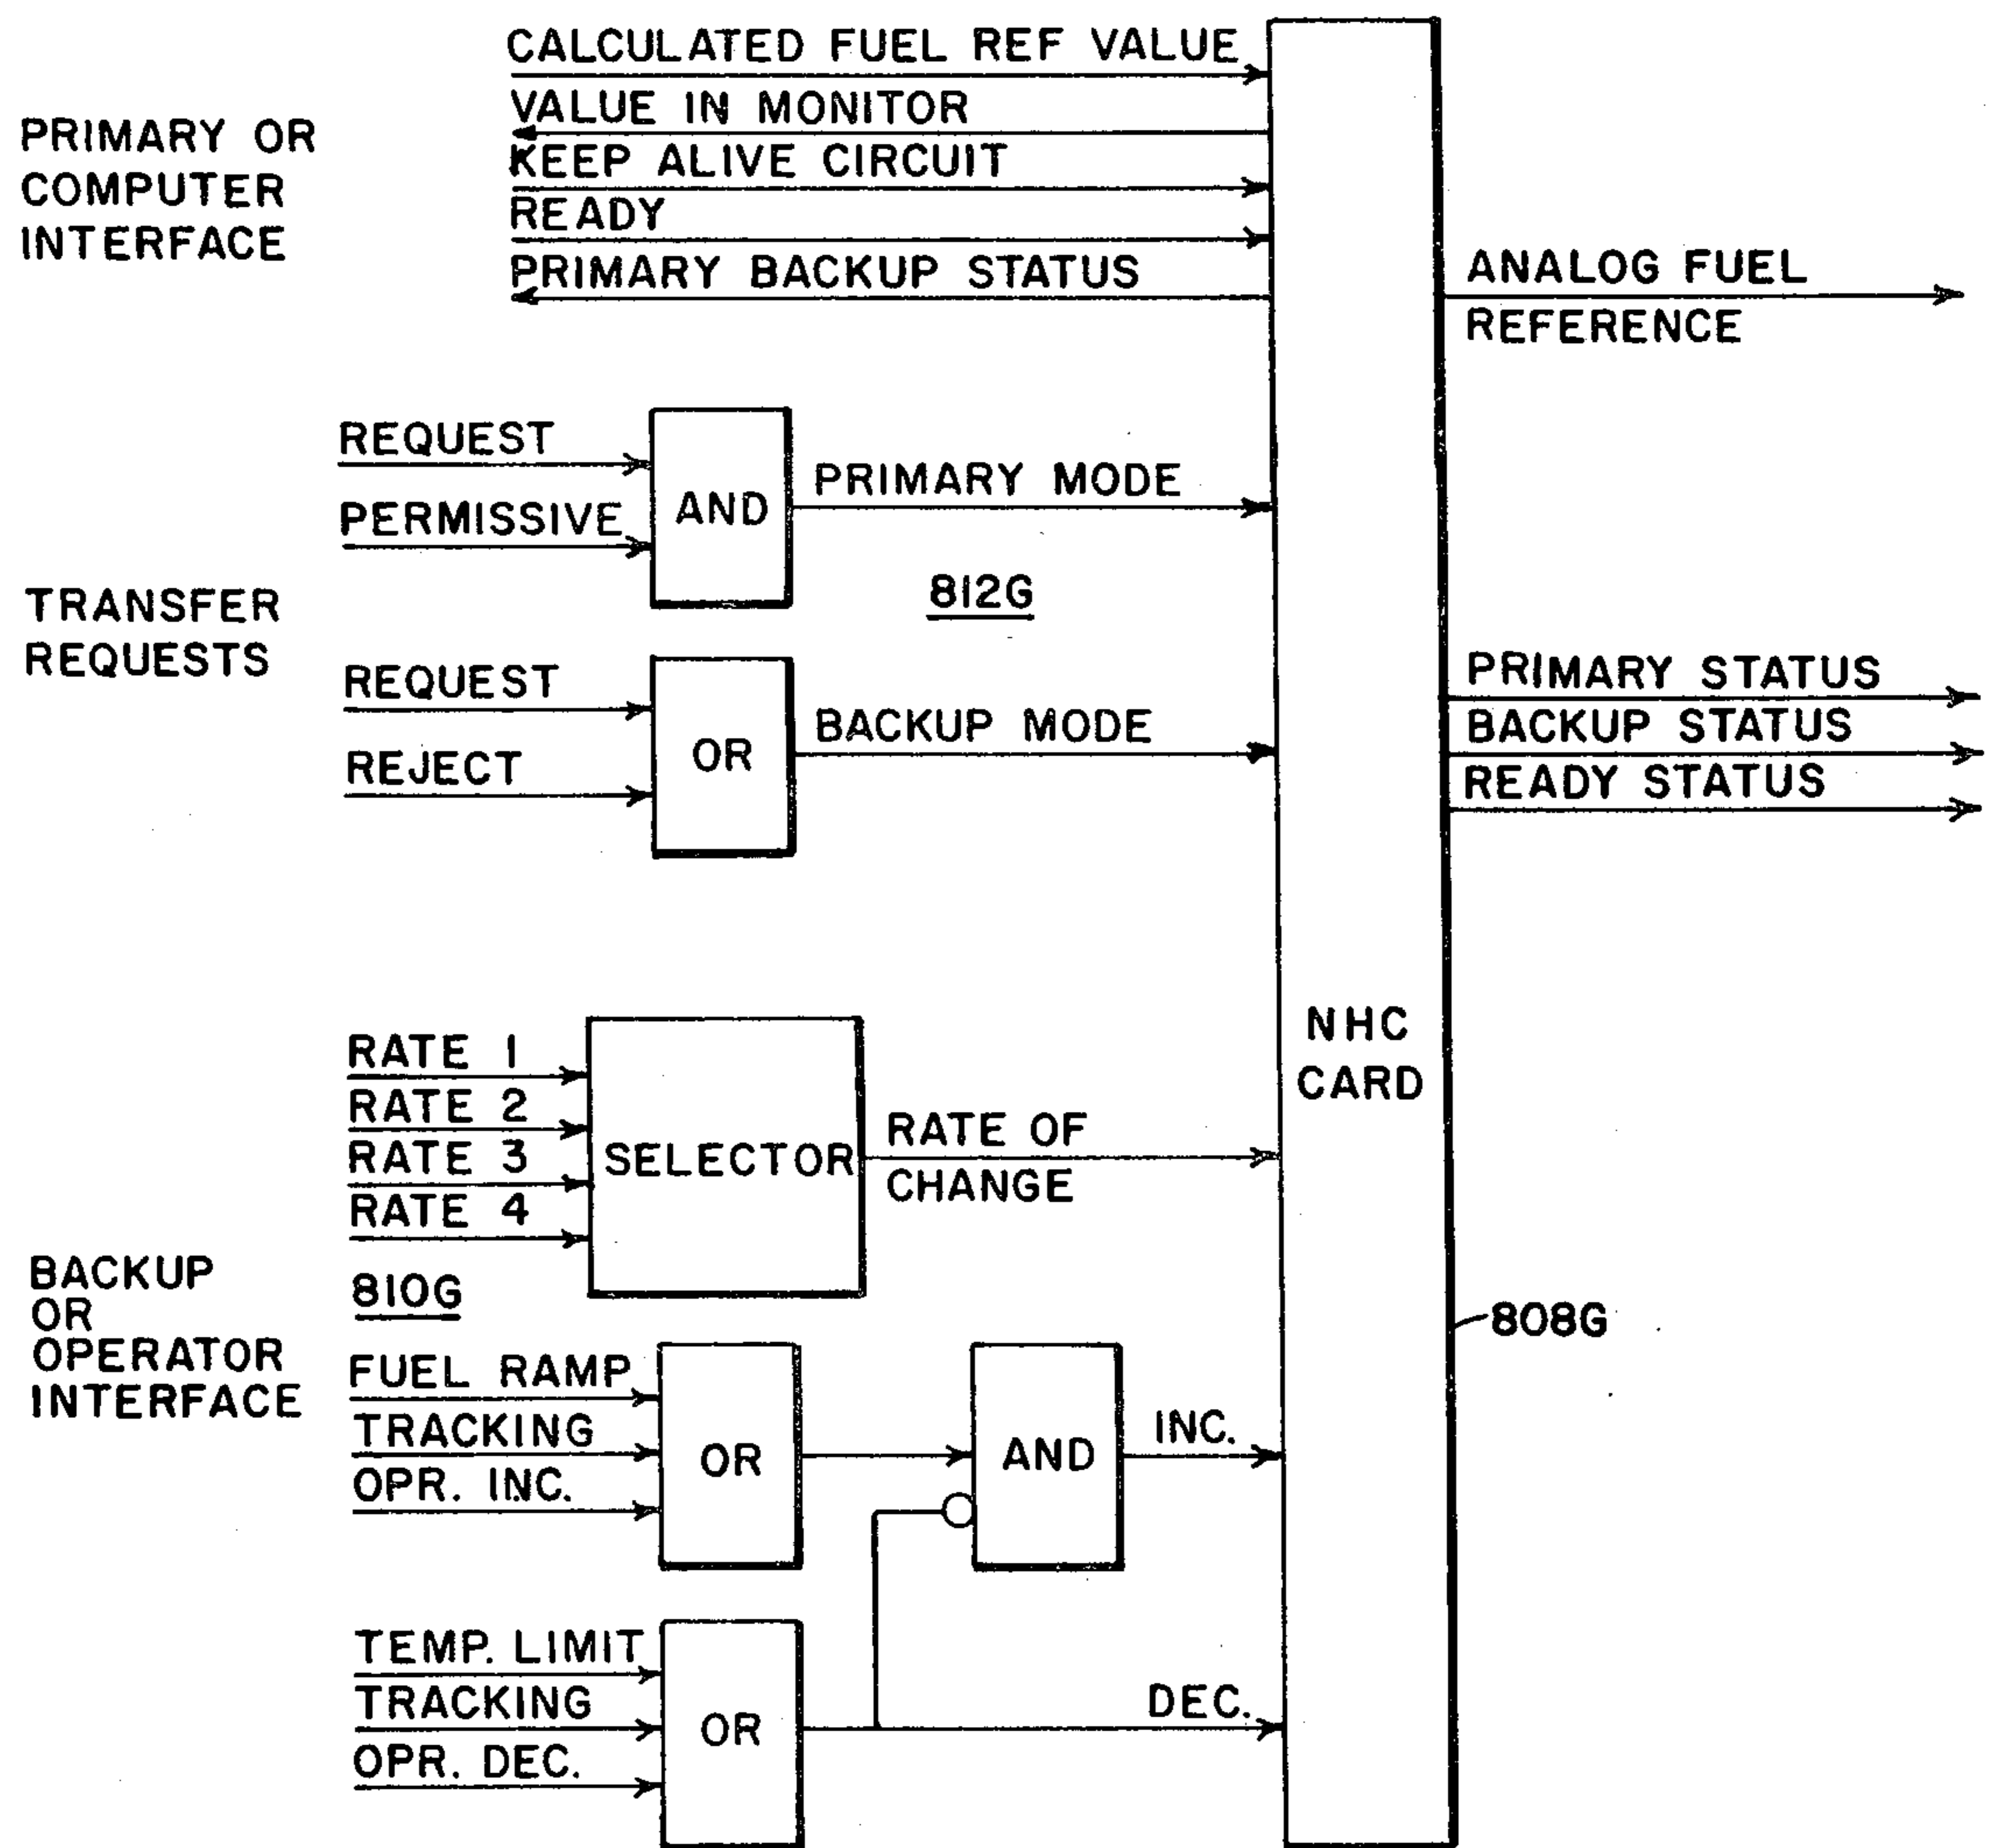 CALCULATED FUEL REF VALUE
VALUE IN MONITOR
PRIMARY OR
COMPUTER
INTERFACE
KEEP ALIVE CIRCUIT
READY
PRIMARY BACKUP STATUS
ANALOG FUEL
REFERENCE
REQUEST
PERMISSIVE
AND
PRIMARY MODE
812G
TRANSFER
REQUESTS
REQUEST
REJECT
OR
BACKUP MODE
PRIMARY STATUS
BACKUP STATUS
READY STATUS
NHC
CARD
RATE 1
RATE 2
RATE 3
RATE 4
SELECTOR
RATE OF
CHANGE
BACKUP
OR
OPERATOR
INTERFACE
810G
808G
FUEL RAMP
TRACKING
OPR. INC.
OR
AND
INC.
TEMP. LIMIT
TRACKING
OPR. DEC.
OR
DEC.